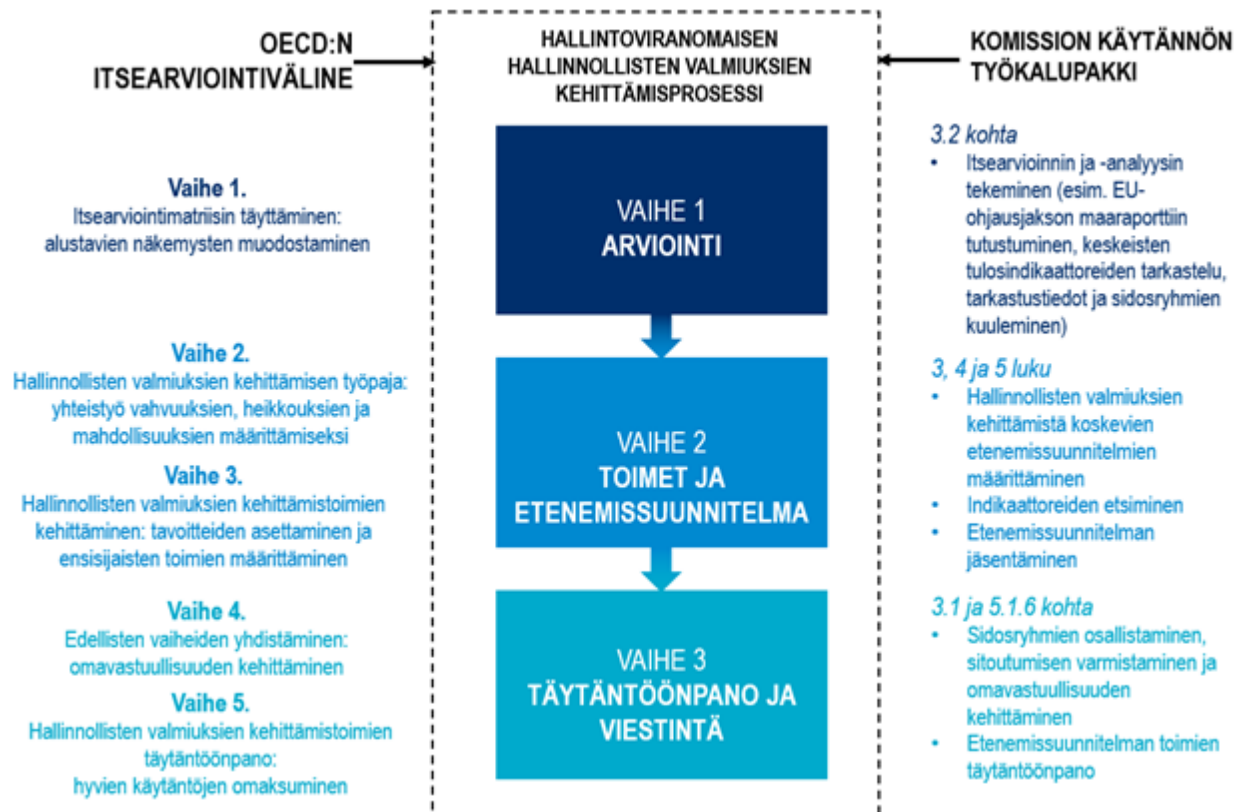 OECD:N
ITSEARVIOINTIVÄLINE
Vaihe 1.
Itsearviointimatriisin täyttäminen:
alustavien näkemysten muodostaminen
Vaihe 2.
Hallinnollisten valmiuksien kehittämisen työpaja:
yhteistyö vahvuuksien, heikkouksien ja
mahdollisuuksien määrittämiseksi
Vaihe 3.
Hallinnollisten valmiuksien kehittämistoimien
kehittäminen: tavoitteiden asettaminen ja
ensisijaisten toimien määrittäminen
Vaihe 4.
Edellisten vaiheiden yhdistäminen:
omavastuullisuuden kehittäminen
Vaihe 5.
Hallinnollisten valmiuksien kehittämistoimien
täytäntöönpano:
hyvien käytäntöjen omaksuminen
HALLINTOVIRANOMAISEN
HALLINNOLLISTEN VALMIUKSIEN
KEHITTÄMISPROSESSI
VAIHE 1
ARVIOINTI
VAIHE 2
TOIMET JA
ETENEMISSUUNNITELMA
VAIHE 3
TÄYTÄNTÖÖNPANO JA
VIESTINTÄ
KOMISSION KÄYTÄNNÖN
TYÖKALUPAKKI
3.2 kohta
• Itsearvioinnin ja -analyysin
tekeminen (esim. EU-
ohjausjakson maaraporttiin
tutustuminen, keskeisten
tulosindikaattoreiden tarkastelu,
tarkastustiedot ja sidosryhmien
kuuleminen)
3, 4 ja 5 luku
• Hallinnollisten valmiuksien
kehittämistä koskevien
etenemissuunnitelmien
määrittäminen
• Indikaattoreiden etsiminen
• Etenemissuunnitelman
jäsentäminen
3.1 ja 5.1.6 kohta
• Sidosryhmien osallistaminen,
sitoutumisen varmistaminen ja
omavastuullisuuden
kehittäminen
• Etenemissuunnitelman toimien
täytäntöönpano